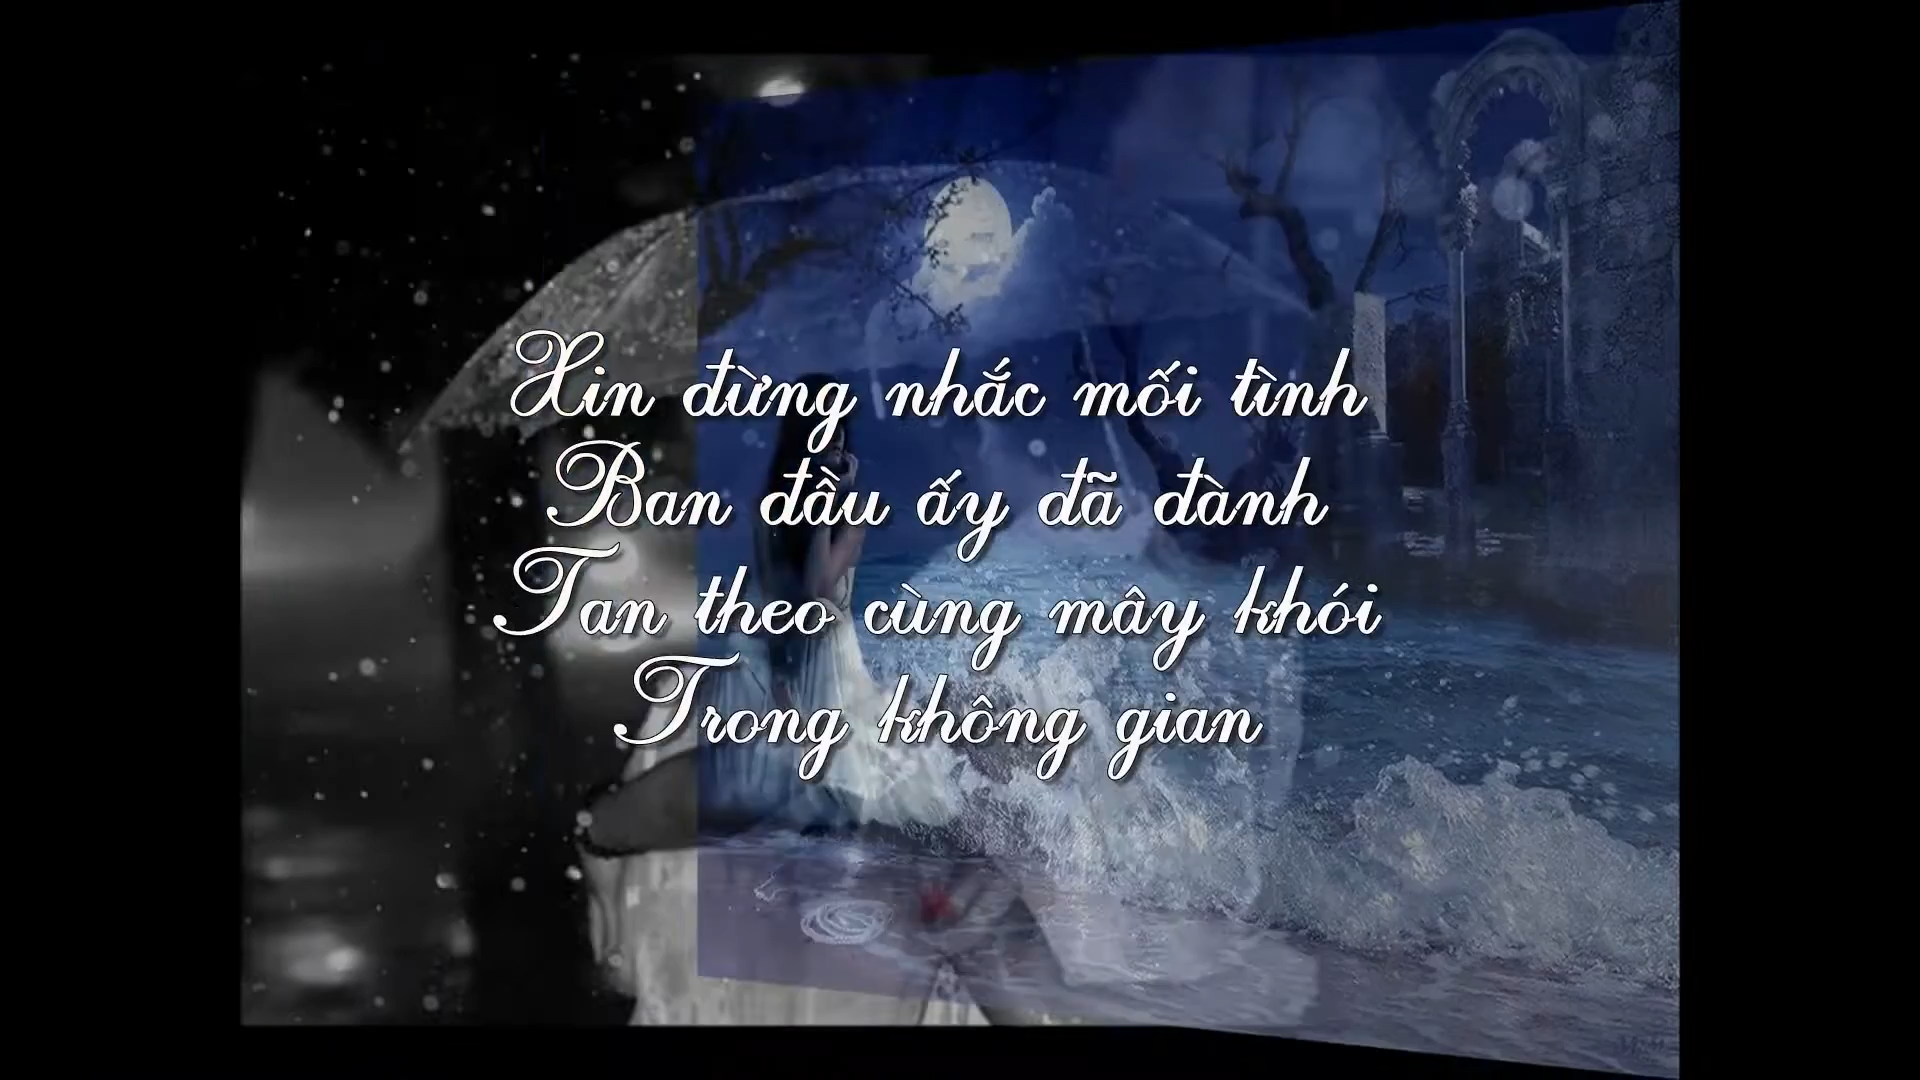 Xin đừng nhắc mối tình
Ban đầu ấy đã đành
Tan theo cùng mây khói
Trong không gian